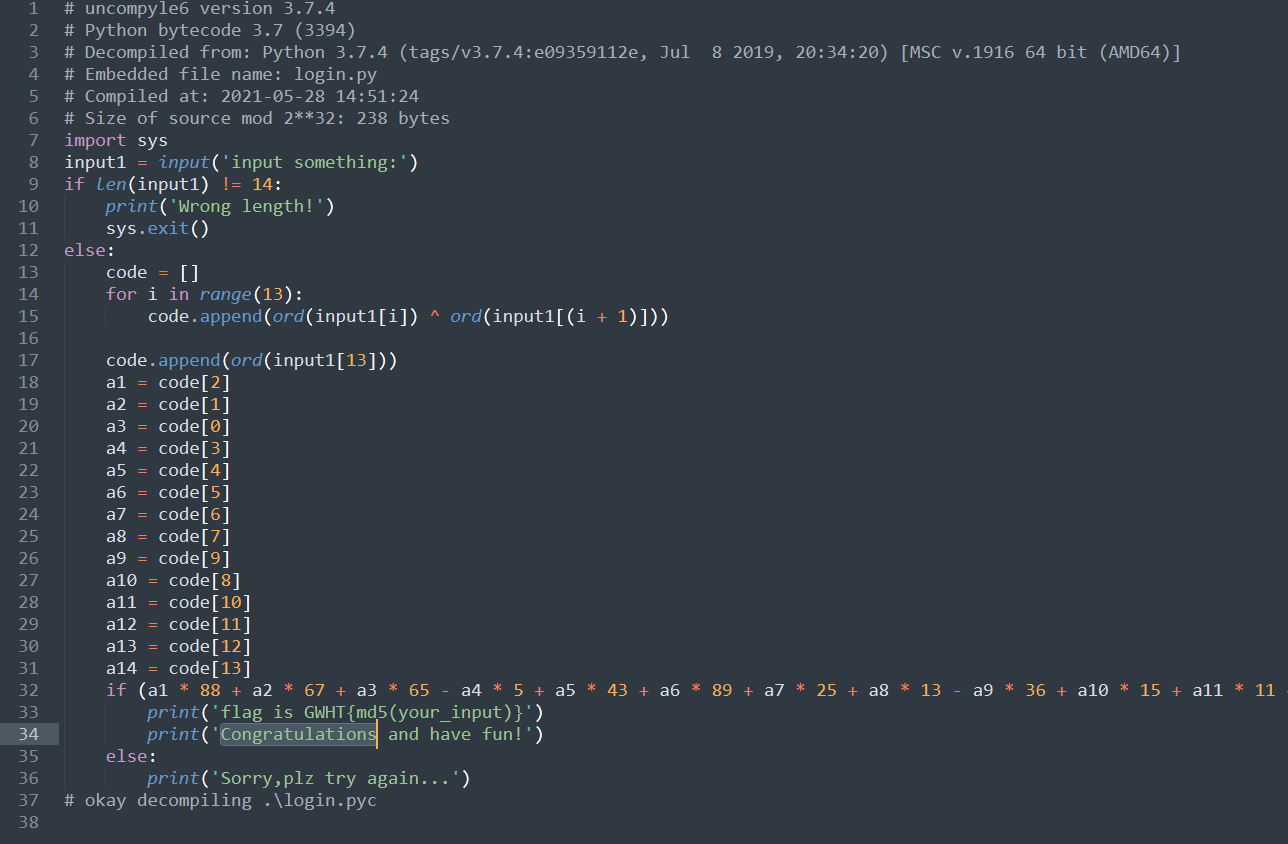 1 # uncompyle6 version 3.7.4
2 # Python bytecode 3.7 (3394)
3 # Decompiled from: Python 3.7.4 (tags/v3.7.4:e09359112e, Jul  8 2019, 20:34:20) [MSC v.1916 64 bit (AMD64)]
4 # Embedded file name: login.py
5 # Compiled at: 2021-05-28 14:51:24
6 # Size of source mod 2**32: 238 bytes
7 import sys
8 input1 = input('input something:')
9 if len(input1) != 14:
10     print('Wrong length!')
11     sys.exit()
12 else:
13     code = []
14     for i in range(13):
15         code.append(ord(input1[i]) ^ ord(input1[(i + 1)]))
16
17     code.append(ord(input1[13]))
18     a1 = code[2]
19     a2 = code[1]
20     a3 = code[0]
21     a4 = code[3]
22     a5 = code[4]
23     a6 = code[5]
24     a7 = code[6]
25     a8 = code[7]
26     a9 = code[9]
27     a10 = code[8]
28     a11 = code[10]
29     a12 = code[11]
30     a13 = code[12]
31     a14 = code[13]
32     if (a1 * 88 + a2 * 67 + a3 * 65 - a4 * 5 + a5 * 43 + a6 * 89 + a7 * 25 + a8 * 13 - a9 * 36 + a10 * 15 + a11 * 11
33         print('flag is GWHT{md5(your_input)}')
34         print('Congratulations and have fun!')
35     else:
36         print('Sorry,plz try again...')
37 # okay decompiling .\login.pyc
38